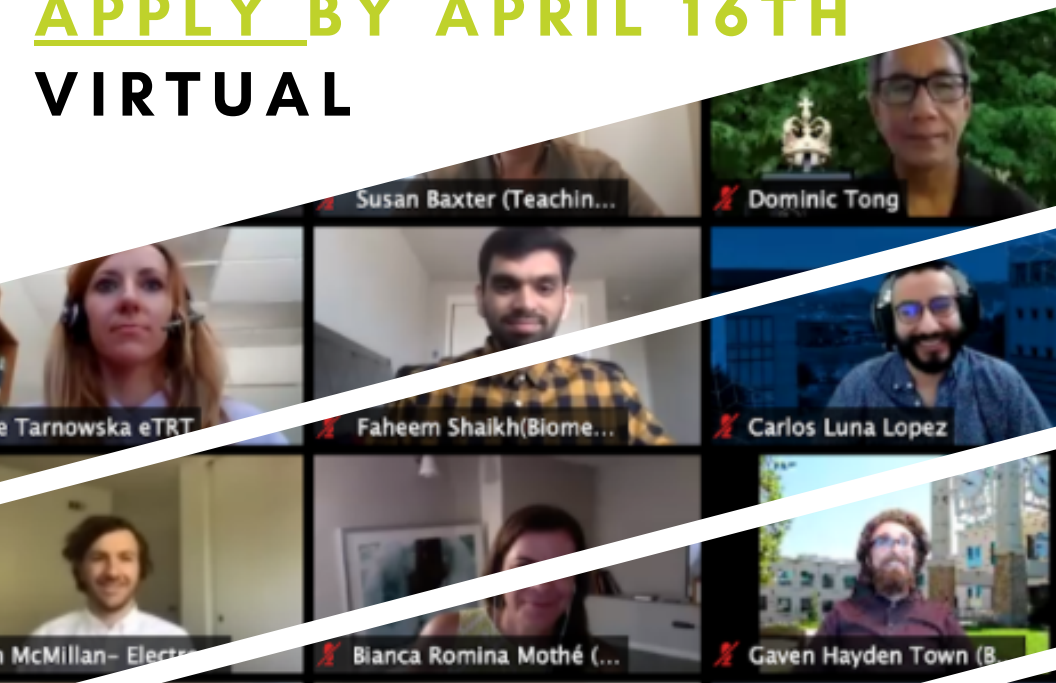 APPLY BY APRIL 16TH
VIRTUAL
Susan Baxter (Teachin...
Dominic Tong
e Tarnowska eTRT
Faheem Shaikh(Biome...
Carlos Luna Lopez
McMillan- Electr
Bianca Romina Mothé (...
Gaven Hayden Town (B...